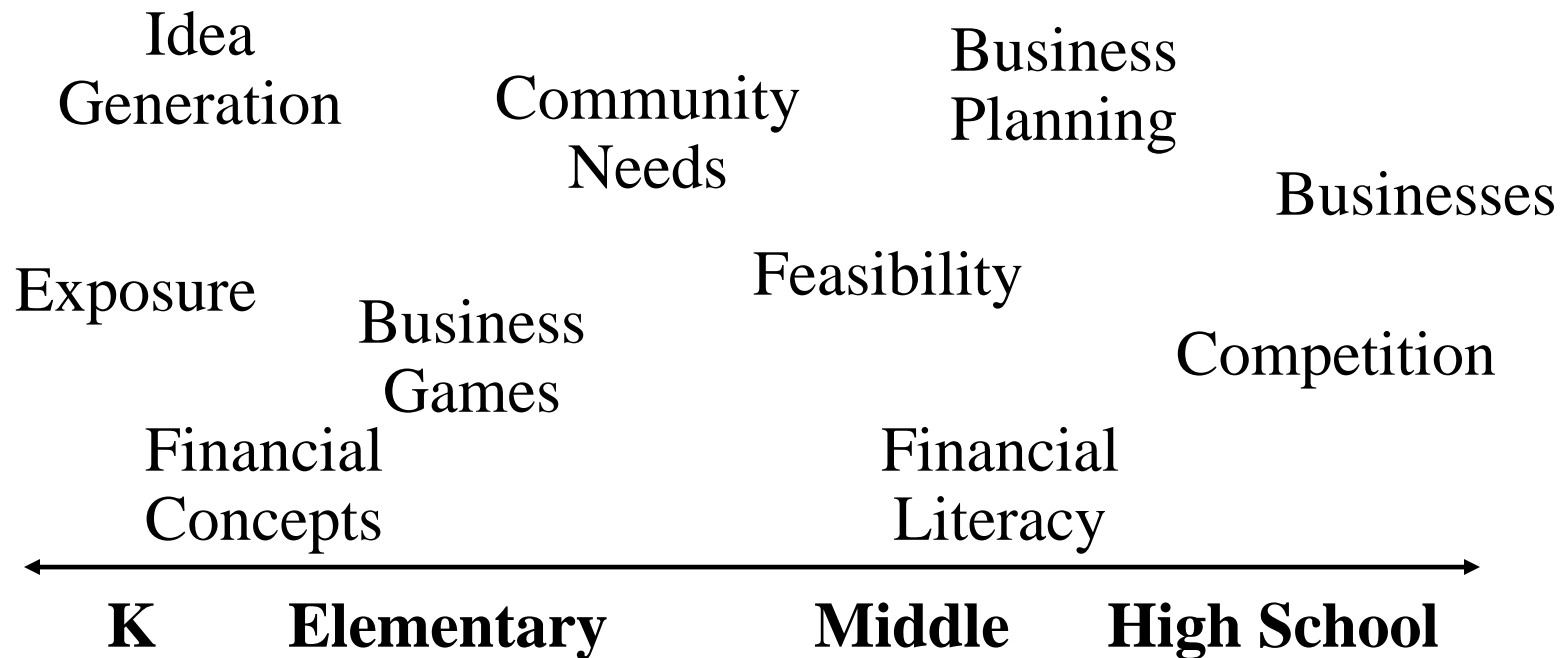 Idea
Generation
Community
Needs
Business
Planning
Businesses
Exposure
Business
Games
Feasibility
Competition
Financial
Concepts
Financial
Literacy
K
Elementary
Middle
High School